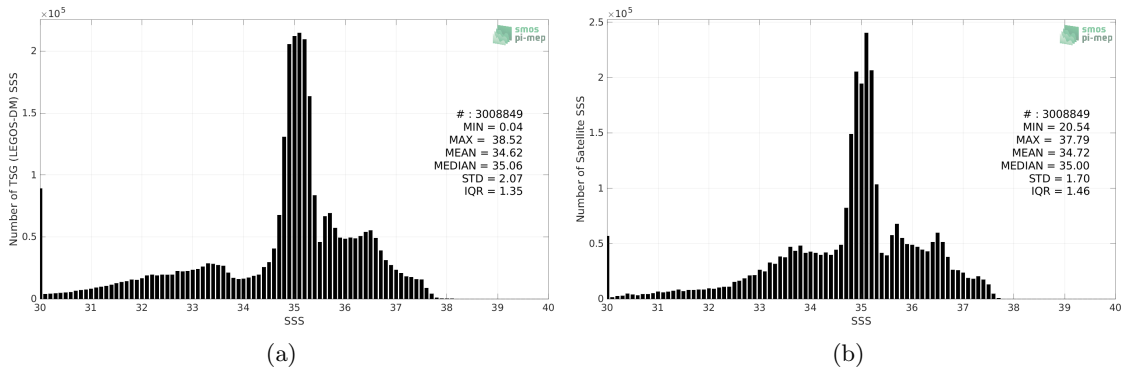 ×10⁵
smos
pi-mep
2
1.5
1
0.5
0
Number of TSG (LEGOS-DM) SSS
# : 3008849
MIN = 0.04
MAX = 38.52
MEAN = 34.62
MEDIAN = 35.06
STD = 2.07
IQR = 1.35
30 31 32 33 34 35 36 37 38 39 40
SSS
(a)
×10⁵
smos
pi-mep
2.5
2
1.5
1
0.5
0
Number of Satellite SSS
# : 3008849
MIN = 20.54
MAX = 37.79
MEAN = 34.72
MEDIAN = 35.00
STD = 1.70
IQR = 1.46
30 31 32 33 34 35 36 37 38 39 40
SSS
(b)